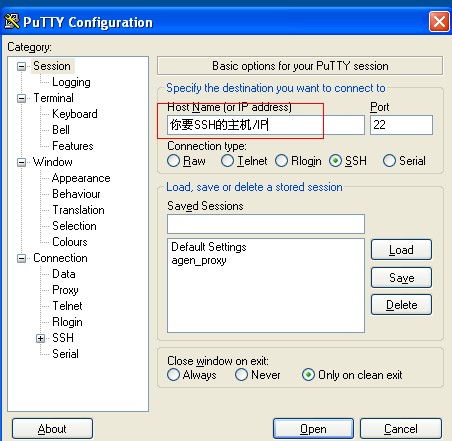 PuTTY Configuration
Category:
Session
Logging
Terminal
Keyboard
Bell
Features
Window
Appearance
Behaviour
Translation
Selection
Colours
Connection
Data
Proxy
Telnet
Rlogin
SSH
Serial
Basic options for your PuTTY session
Specify the destination you want to connect to
Host Name (or IP address) Port
你要SSH的主机/IP 22
Connection type:
Raw Telnet Rlogin SSH Serial
Load, save or delete a stored session
Saved Sessions
Default Settings
agen_proxy
Load
Save
Delete
Close window on exit:
Always Never Only on clean exit
About Open Cancel